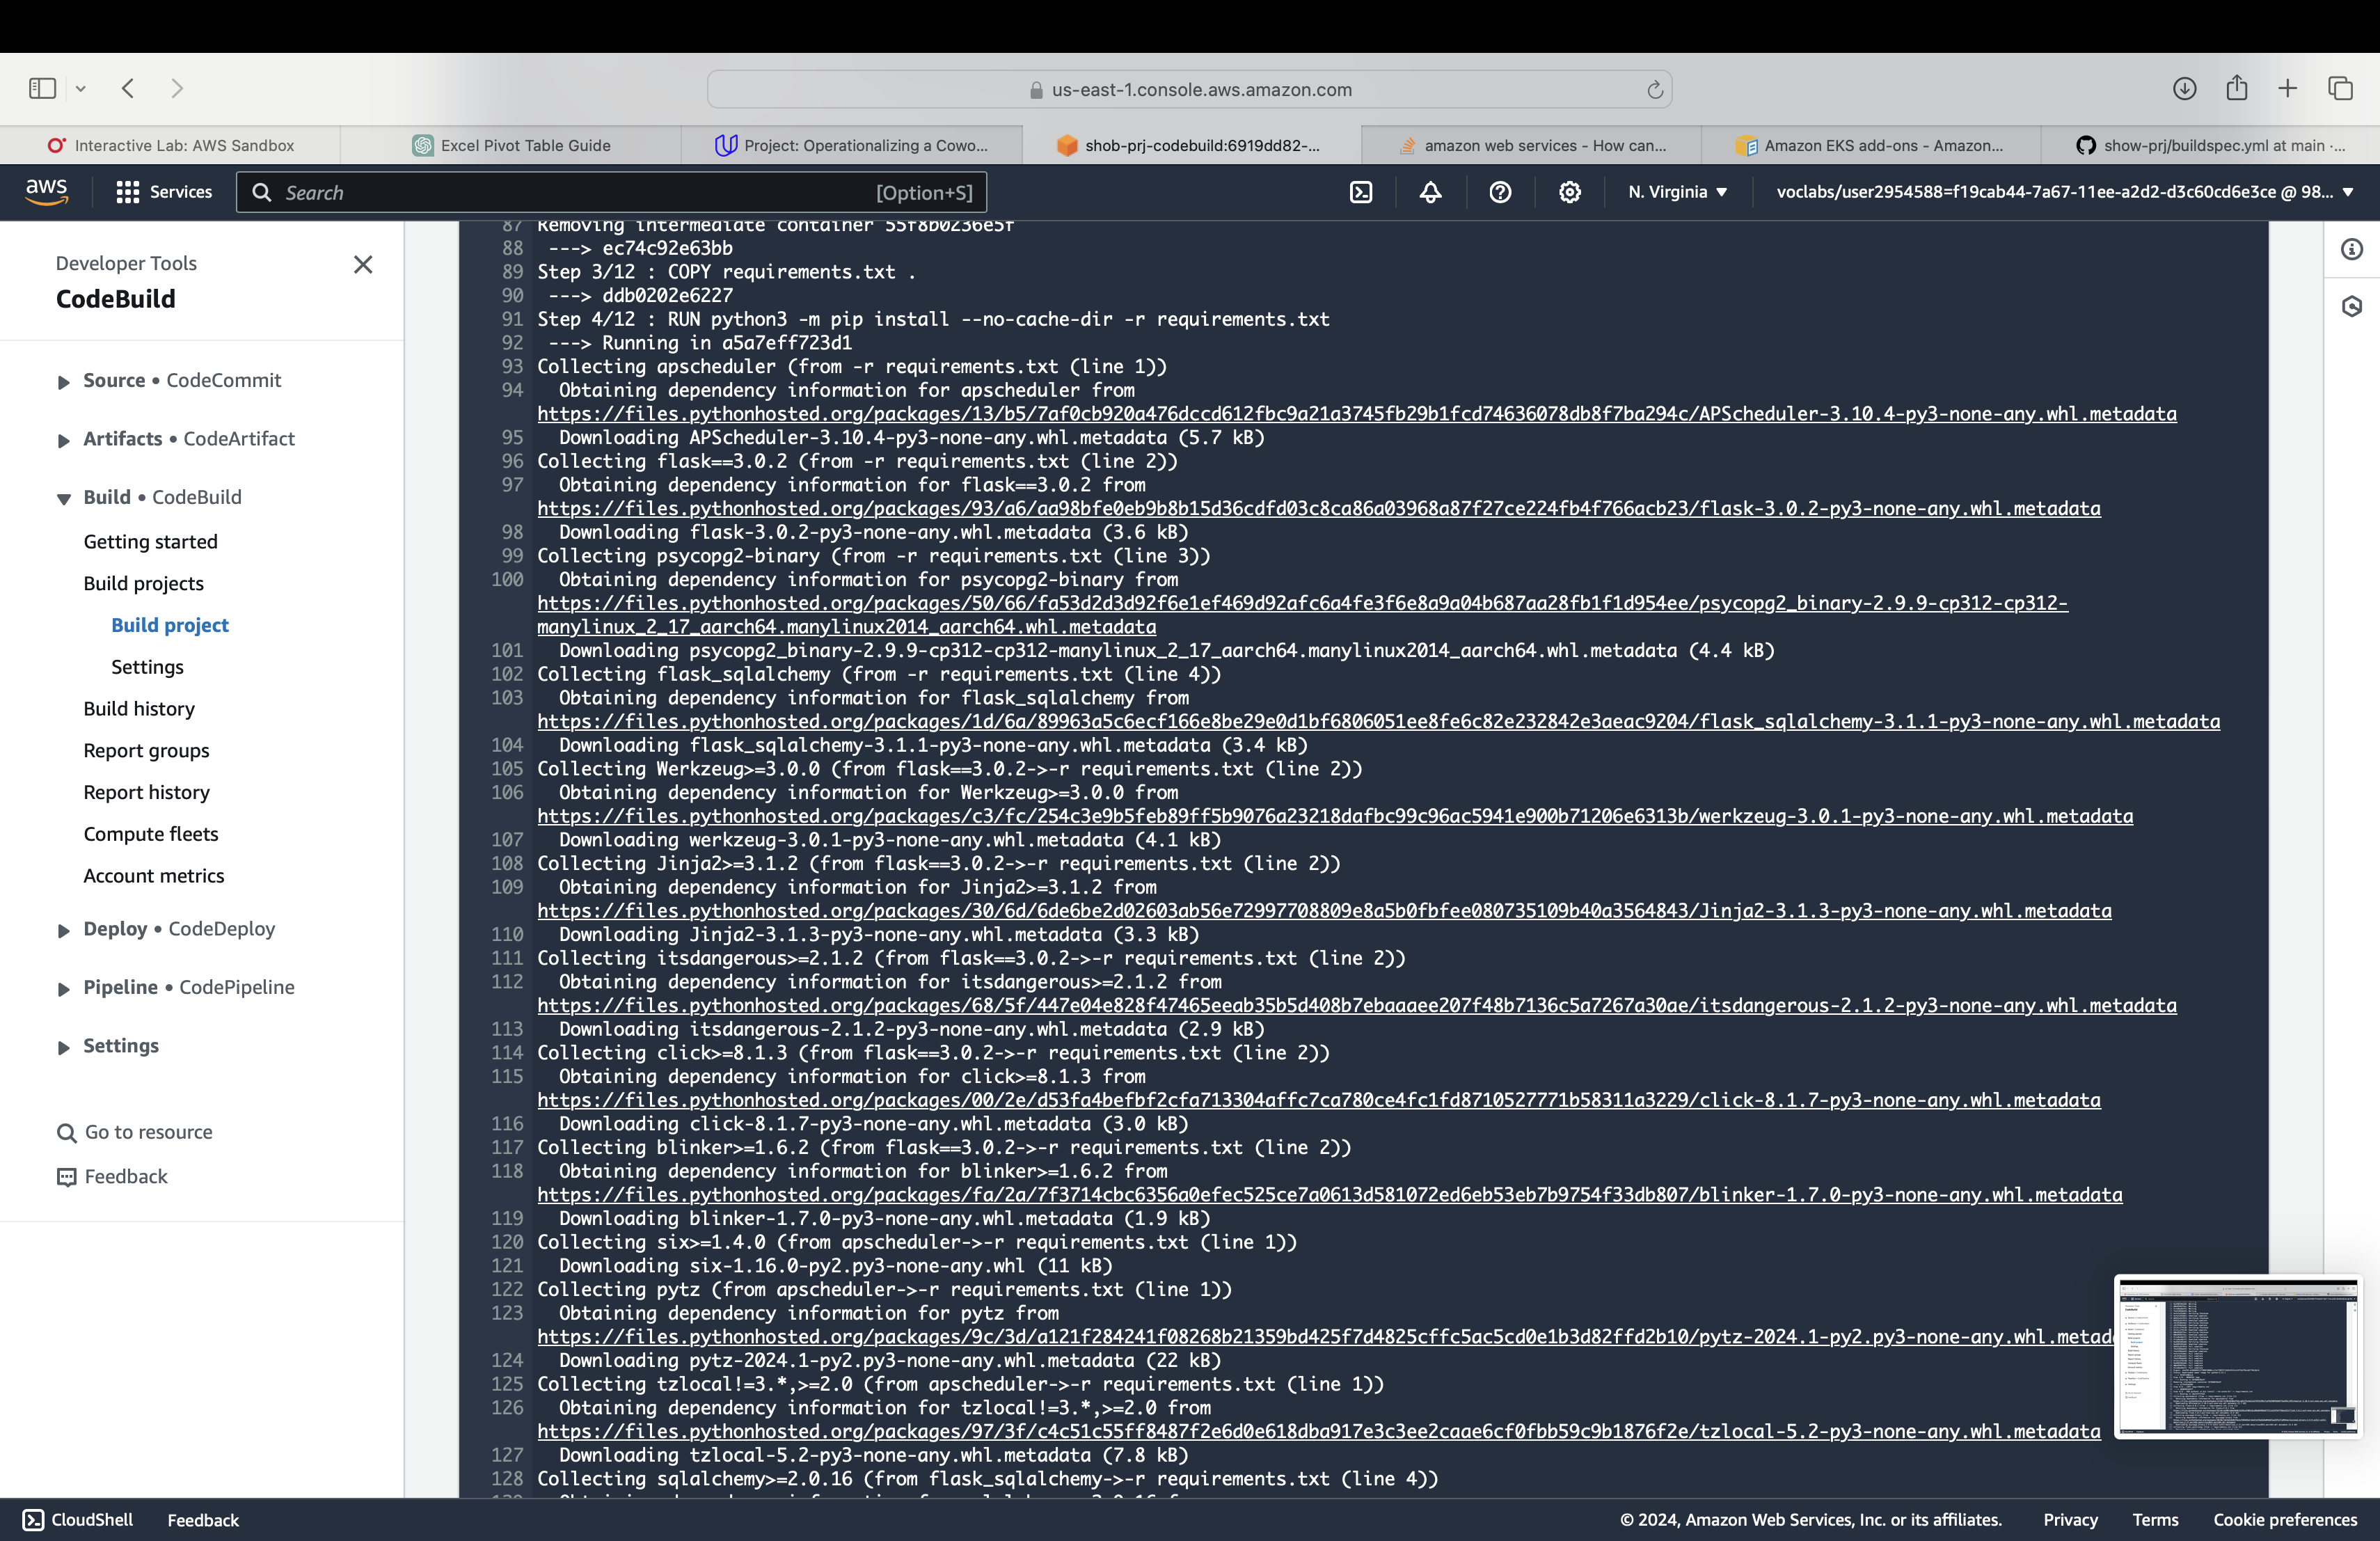 us-east-1.console.aws.amazon.com
Interactive Lab: AWS Sandbox
Excel Pivot Table Guide
Project: Operationalizing a Cowo...
shob-prj-codebuild:6919dd82-...
amazon web services - How can...
Amazon EKS add-ons - Amazon...
show-prj/buildspec.yml at main ·...
aws
Services
Search
[Option+S]
N. Virginia
voclabs/user2954588=f19cab44-7a67-11ee-a2d2-d3c60cd6e3ce @ 98...
Developer Tools
CodeBuild
Source • CodeCommit
Artifacts • CodeArtifact
Build • CodeBuild
Getting started
Build projects
Build project
Settings
Build history
Report groups
Report history
Compute fleets
Account metrics
Deploy • CodeDeploy
Pipeline • CodePipeline
Settings
Go to resource
Feedback
87 Removing intermediate container 55f8b0236e5f
88 ---> ec74c92e63bb
89 Step 3/12 : COPY requirements.txt .
90 ---> ddb0202e6227
91 Step 4/12 : RUN python3 -m pip install --no-cache-dir -r requirements.txt
92 ---> Running in a5a7eff723d1
93 Collecting apscheduler (from -r requirements.txt (line 1))
94 Obtaining dependency information for apscheduler from
https://files.pythonhosted.org/packages/13/b5/7af0cb920a476dccd612fbc9a21a3745fb29b1fcd74636078db8f7ba294c/APScheduler-3.10.4-py3-none-any.whl.metadata
95 Downloading APScheduler-3.10.4-py3-none-any.whl.metadata (5.7 kB)
96 Collecting flask==3.0.2 (from -r requirements.txt (line 2))
97 Obtaining dependency information for flask==3.0.2 from
https://files.pythonhosted.org/packages/93/a6/aa98bfe0eb9b8b15d36cdfd03c8ca86a03968a87f27ce224fb4f766acb23/flask-3.0.2-py3-none-any.whl.metadata
98 Downloading flask-3.0.2-py3-none-any.whl.metadata (3.6 kB)
99 Collecting psycopg2-binary (from -r requirements.txt (line 3))
100 Obtaining dependency information for psycopg2-binary from
https://files.pythonhosted.org/packages/50/66/fa53d2d3d92f6e1ef469d92afc6a4fe3f6e8a9a04b687aa28fb1f1d954ee/psycopg2_binary-2.9.9-cp312-cp312-
manylinux_2_17_aarch64.manylinux2014_aarch64.whl.metadata
101 Downloading psycopg2_binary-2.9.9-cp312-cp312-manylinux_2_17_aarch64.manylinux2014_aarch64.whl.metadata (4.4 kB)
102 Collecting flask_sqlalchemy (from -r requirements.txt (line 4))
103 Obtaining dependency information for flask_sqlalchemy from
https://files.pythonhosted.org/packages/1d/6a/89963a5c6ecf166e8be29e0d1bf6806051ee8fe6c82e232842e3aeac9204/flask_sqlalchemy-3.1.1-py3-none-any.whl.metadata
104 Downloading flask_sqlalchemy-3.1.1-py3-none-any.whl.metadata (3.4 kB)
105 Collecting Werkzeug>=3.0.0 (from flask==3.0.2->-r requirements.txt (line 2))
106 Obtaining dependency information for Werkzeug>=3.0.0 from
https://files.pythonhosted.org/packages/c3/fc/254c3e9b5feb89ff5b9076a23218dafbc99c96ac5941e900b71206e6313b/werkzeug-3.0.1-py3-none-any.whl.metadata
107 Downloading werkzeug-3.0.1-py3-none-any.whl.metadata (4.1 kB)
108 Collecting Jinja2>=3.1.2 (from flask==3.0.2->-r requirements.txt (line 2))
109 Obtaining dependency information for Jinja2>=3.1.2 from
https://files.pythonhosted.org/packages/30/6d/6de6be2d02603ab56e72997708809e8a5b0fbfee080735109b40a3564843/Jinja2-3.1.3-py3-none-any.whl.metadata
110 Downloading Jinja2-3.1.3-py3-none-any.whl.metadata (3.3 kB)
111 Collecting itsdangerous>=2.1.2 (from flask==3.0.2->-r requirements.txt (line 2))
112 Obtaining dependency information for itsdangerous>=2.1.2 from
https://files.pythonhosted.org/packages/68/5f/447e04e828f47465eeab35b5d408b7ebaaaee207f48b7136c5a7267a30ae/itsdangerous-2.1.2-py3-none-any.whl.metadata
113 Downloading itsdangerous-2.1.2-py3-none-any.whl.metadata (2.9 kB)
114 Collecting click>=8.1.3 (from flask==3.0.2->-r requirements.txt (line 2))
115 Obtaining dependency information for click>=8.1.3 from
https://files.pythonhosted.org/packages/00/2e/d53fa4befbf2cfa713304affc7ca780ce4fc1fd8710527771b58311a3229/click-8.1.7-py3-none-any.whl.metadata
116 Downloading click-8.1.7-py3-none-any.whl.metadata (3.0 kB)
117 Collecting blinker>=1.6.2 (from flask==3.0.2->-r requirements.txt (line 2))
118 Obtaining dependency information for blinker>=1.6.2 from
https://files.pythonhosted.org/packages/fa/2a/7f3714cbc6356a0efec525ce7a0613d581072ed6eb53eb7b9754f33db807/blinker-1.7.0-py3-none-any.whl.metadata
119 Downloading blinker-1.7.0-py3-none-any.whl.metadata (1.9 kB)
120 Collecting six>=1.4.0 (from apscheduler->-r requirements.txt (line 1))
121 Downloading six-1.16.0-py2.py3-none-any.whl (11 kB)
122 Collecting pytz (from apscheduler->-r requirements.txt (line 1))
123 Obtaining dependency information for pytz from
https://files.pythonhosted.org/packages/9c/3d/a121f284241f08268b21359bd425f7d4825cffc5ac5cd0e1b3d82ffd2b10/pytz-2024.1-py2.py3-none-any.whl.metad
124 Downloading pytz-2024.1-py2.py3-none-any.whl.metadata (22 kB)
125 Collecting tzlocal!=3.*,>=2.0 (from apscheduler->-r requirements.txt (line 1))
126 Obtaining dependency information for tzlocal!=3.*,>=2.0 from
https://files.pythonhosted.org/packages/97/3f/c4c51c55ff8487f2e6d0e618dba917e3c3ee2caae6cf0fbb59c9b1876f2e/tzlocal-5.2-py3-none-any.whl.metadata
127 Downloading tzlocal-5.2-py3-none-any.whl.metadata (7.8 kB)
128 Collecting sqlalchemy>=2.0.16 (from flask_sqlalchemy->-r requirements.txt (line 4))
CloudShell
Feedback
© 2024, Amazon Web Services, Inc. or its affiliates.
Privacy
Terms
Cookie preferences